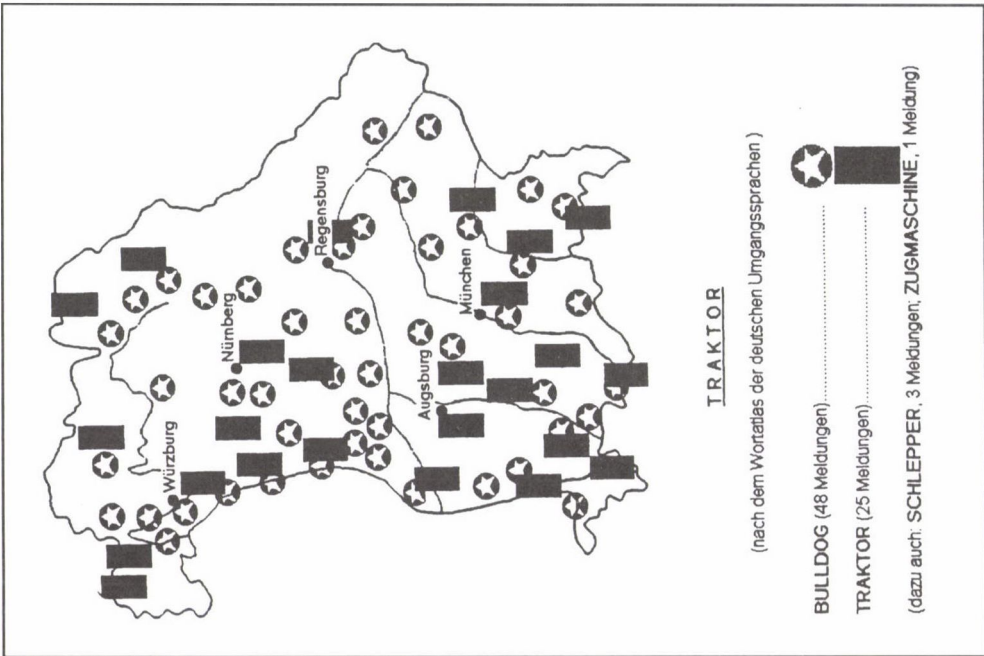 Würzburg
Nürnberg
Regensburg
Augsburg
München
TRAKTOR
(nach dem Wortatlas der deutschen Umgangssprachen )
BULLDOG (48 Meldungen)........................
TRAKTOR (25 Meldungen)........................
(dazu auch: SCHLEPPER, 3 Meldungen; ZUGMASCHINE, 1 Meldung)